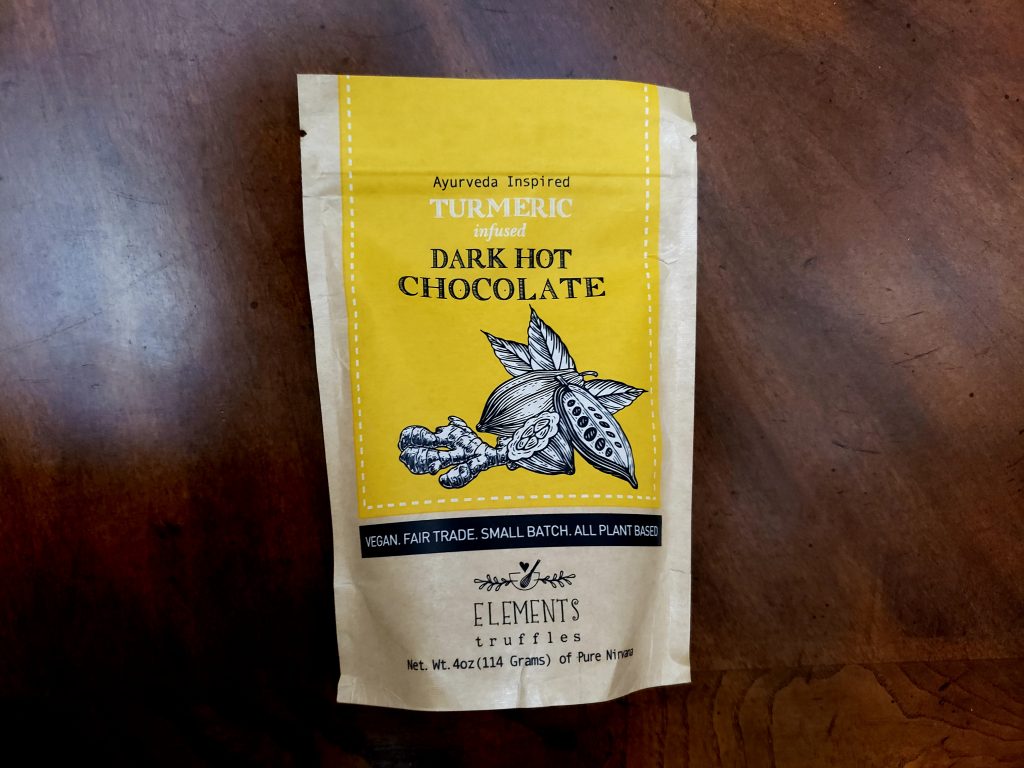 Ayurveda Inspired
TURMERIC
infused
DARK HOT
CHOCOLATE
VEGAN. FAIR TRADE. SMALL BATCH. ALL PLANT BASED
ELEMENTS
truffles
Net. Wt. 4oz(114 Grams) of Pure Nirvana